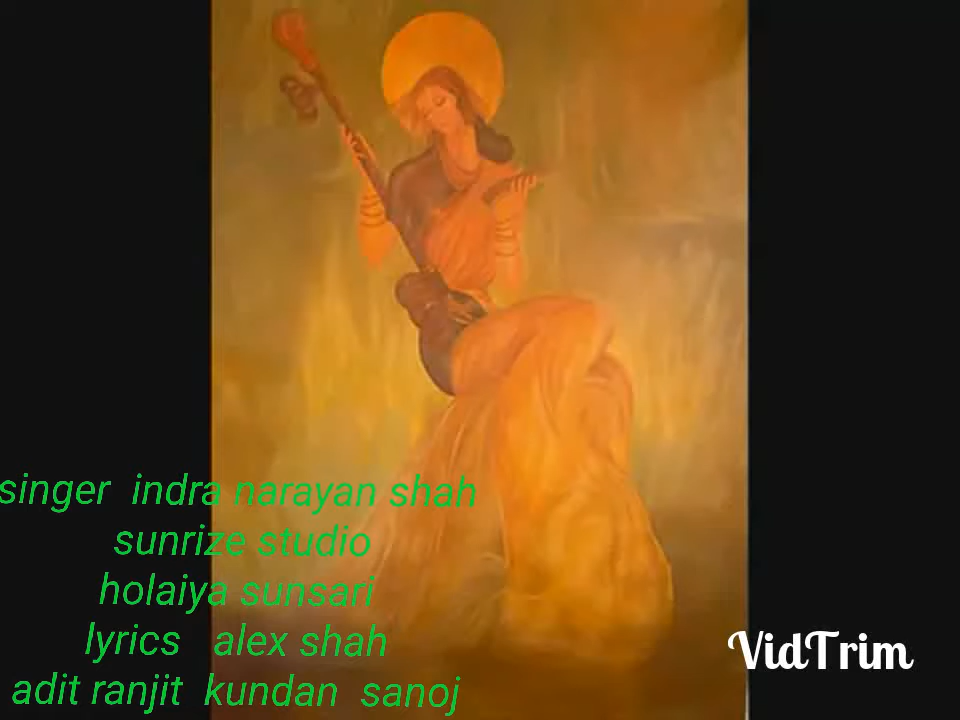 singer indra narayan shah
sunrize studio
holaiya sunsari
lyrics alex shah
adit ranjit kundan sanoj
VidTrim